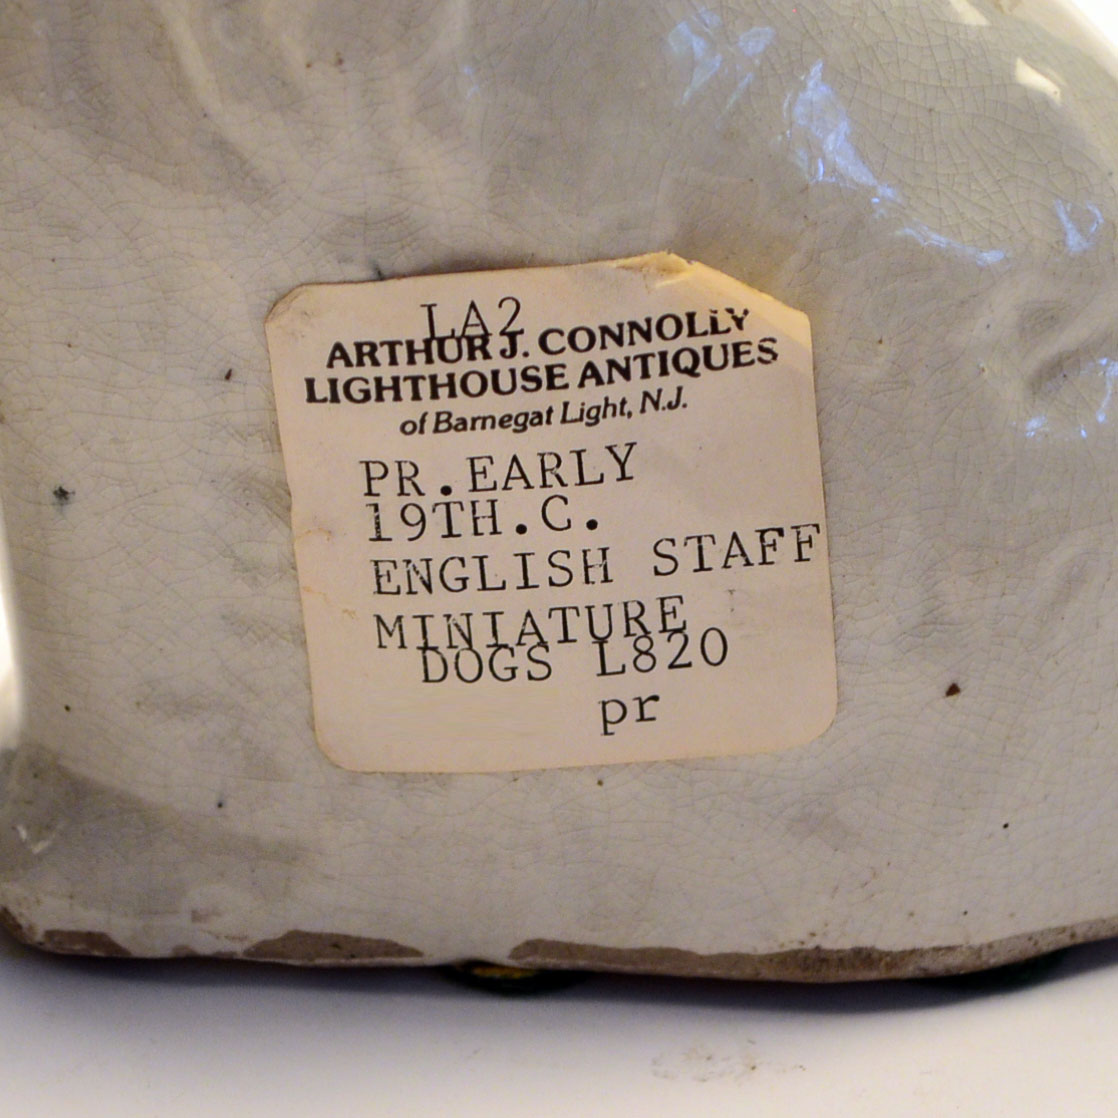 LA2
ARTHUR J. CONNOLLY
LIGHTHOUSE ANTIQUES
of Barnegat Light, N.J.
PR.EARLY
19TH.C.
ENGLISH STAFF
MINIATURE
DOGS L820
pr